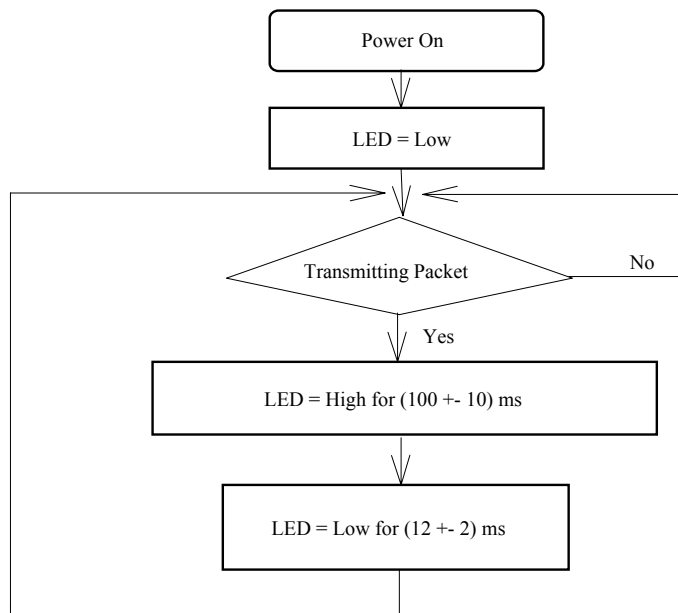 Power On
LED = Low
Transmitting Packet
No
Yes
LED = High for (100 +- 10) ms
LED = Low for (12 +- 2) ms